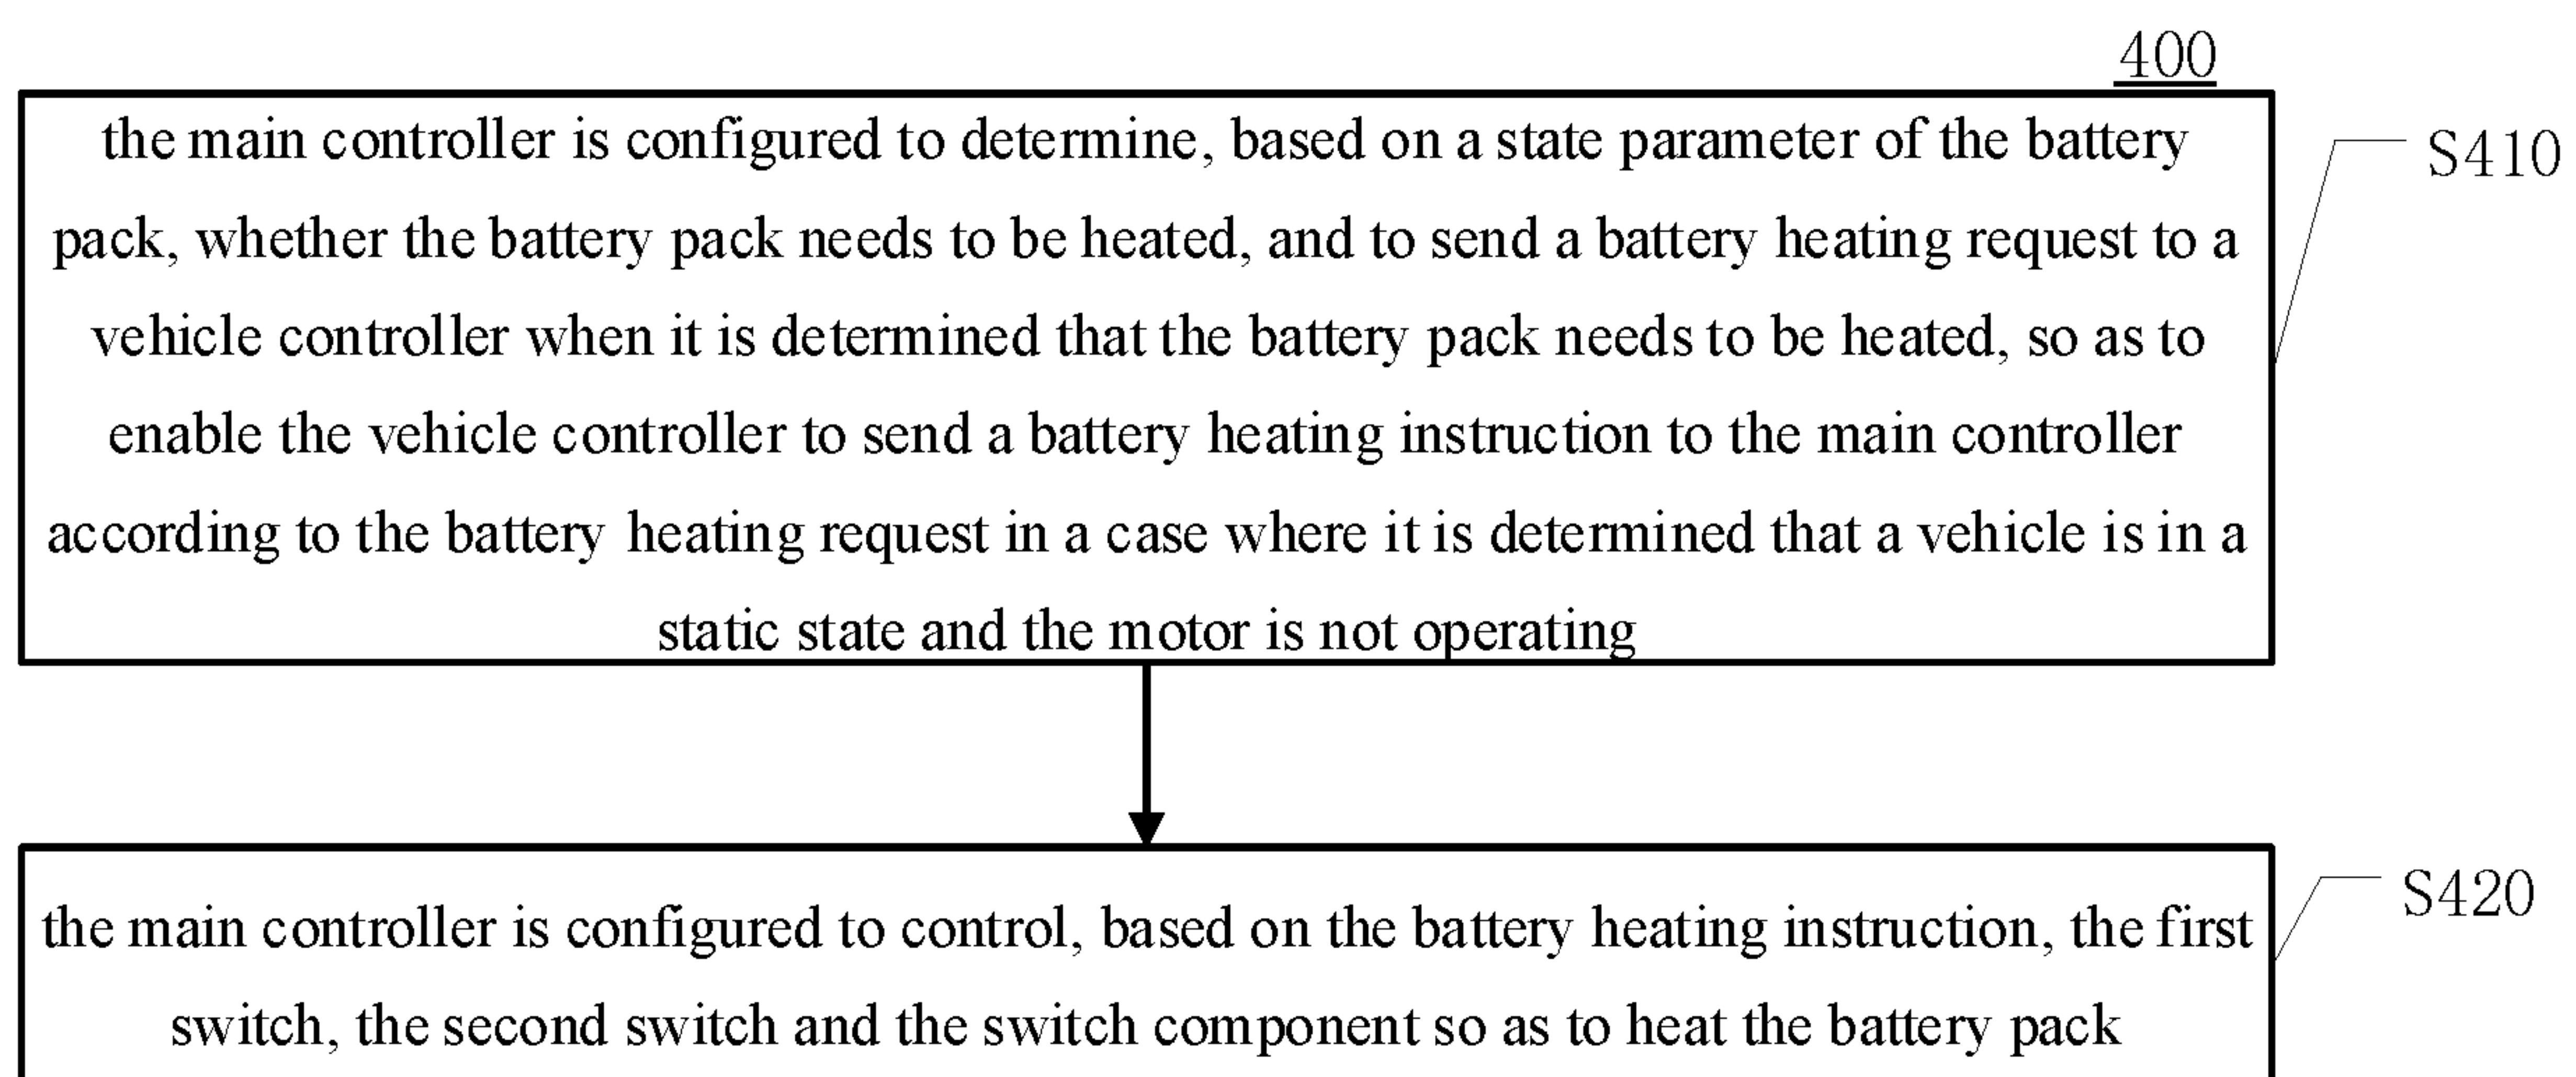 400
the main controller is configured to determine, based on a state parameter of the battery
pack, whether the battery pack needs to be heated, and to send a battery heating request to a
vehicle controller when it is determined that the battery pack needs to be heated, so as to
enable the vehicle controller to send a battery heating instruction to the main controller
according to the battery heating request in a case where it is determined that a vehicle is in a
static state and the motor is not operating
S410
the main controller is configured to control, based on the battery heating instruction, the first
switch, the second switch and the switch component so as to heat the battery pack
S420